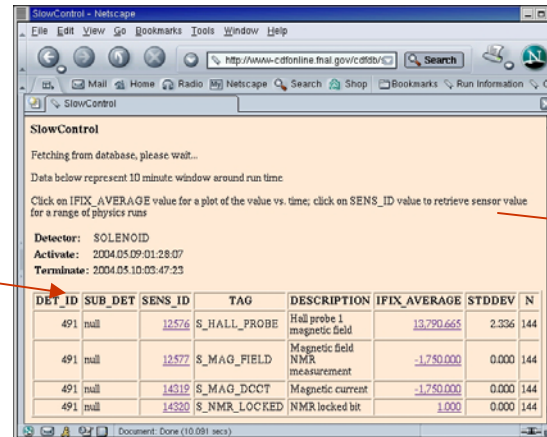 SlowControl - Netscape
File Edit View Go Bookmarks Tools Window Help
http://www-cdfonline.fnal.gov/cdfdb/ Search
Mail Home Radio Netscape Search Shop Bookmarks Run Information
SlowControl
SlowControl
Fetching from database, please wait...
Data below represent 10 minute window around run time
Click on IFIX_AVERAGE value for a plot of the value vs. time; click on SENS_ID value to retrieve sensor value
for a range of physics runs
Detector: SOLENOID
Activate: 2004.05.09:01:28:07
Terminate: 2004.05.10:03:47:23
DET_ID SUB_DET SENS_ID TAG DESCRIPTION IFIX_AVERAGE STDDEV N
491 null 12576 S_HALL_PROBE Hall probe 1 magnetic field 13,790.665 2.336 144
491 null 12577 S_MAG_FIELD Magnetic field NMR measurement -1,750.000 0.000 144
491 null 14319 S_MAG_DCCT Magnetic current -1,750.000 0.000 144
491 null 14320 S_NMR_LOCKED NMR locked bit 1.000 0.000 144
Document: Done (10.091 secs)